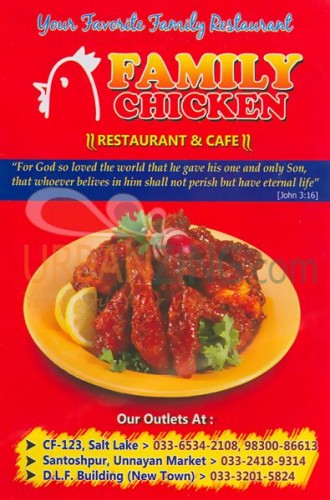 Your Favorite Family Restaurant
FAMILY
CHICKEN
RESTAURANT & CAFE
"For God so loved the world that he gave his one and only Son,
that whoever belives in him shall not perish but have eternal life"
[John 3:16]
Our Outlets At :
CF-123, Salt Lake > 033-6534-2108, 98300-86613
Santoshpur, Unnayan Market > 033-2418-9314
D.L.F. Building (New Town) > 033-3201-5824